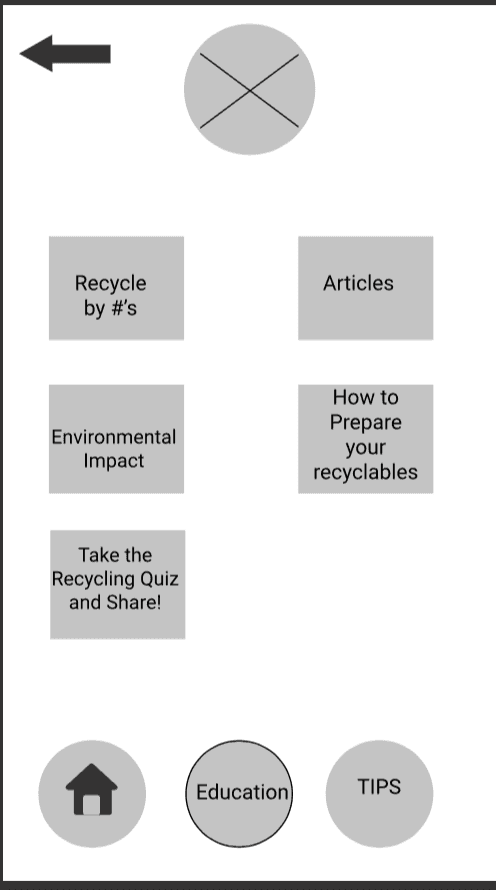 Recycle
by #’s
Articles
Environmental
Impact
How to
Prepare
your
recyclables
Take the
Recycling Quiz
and Share!
Education
TIPS